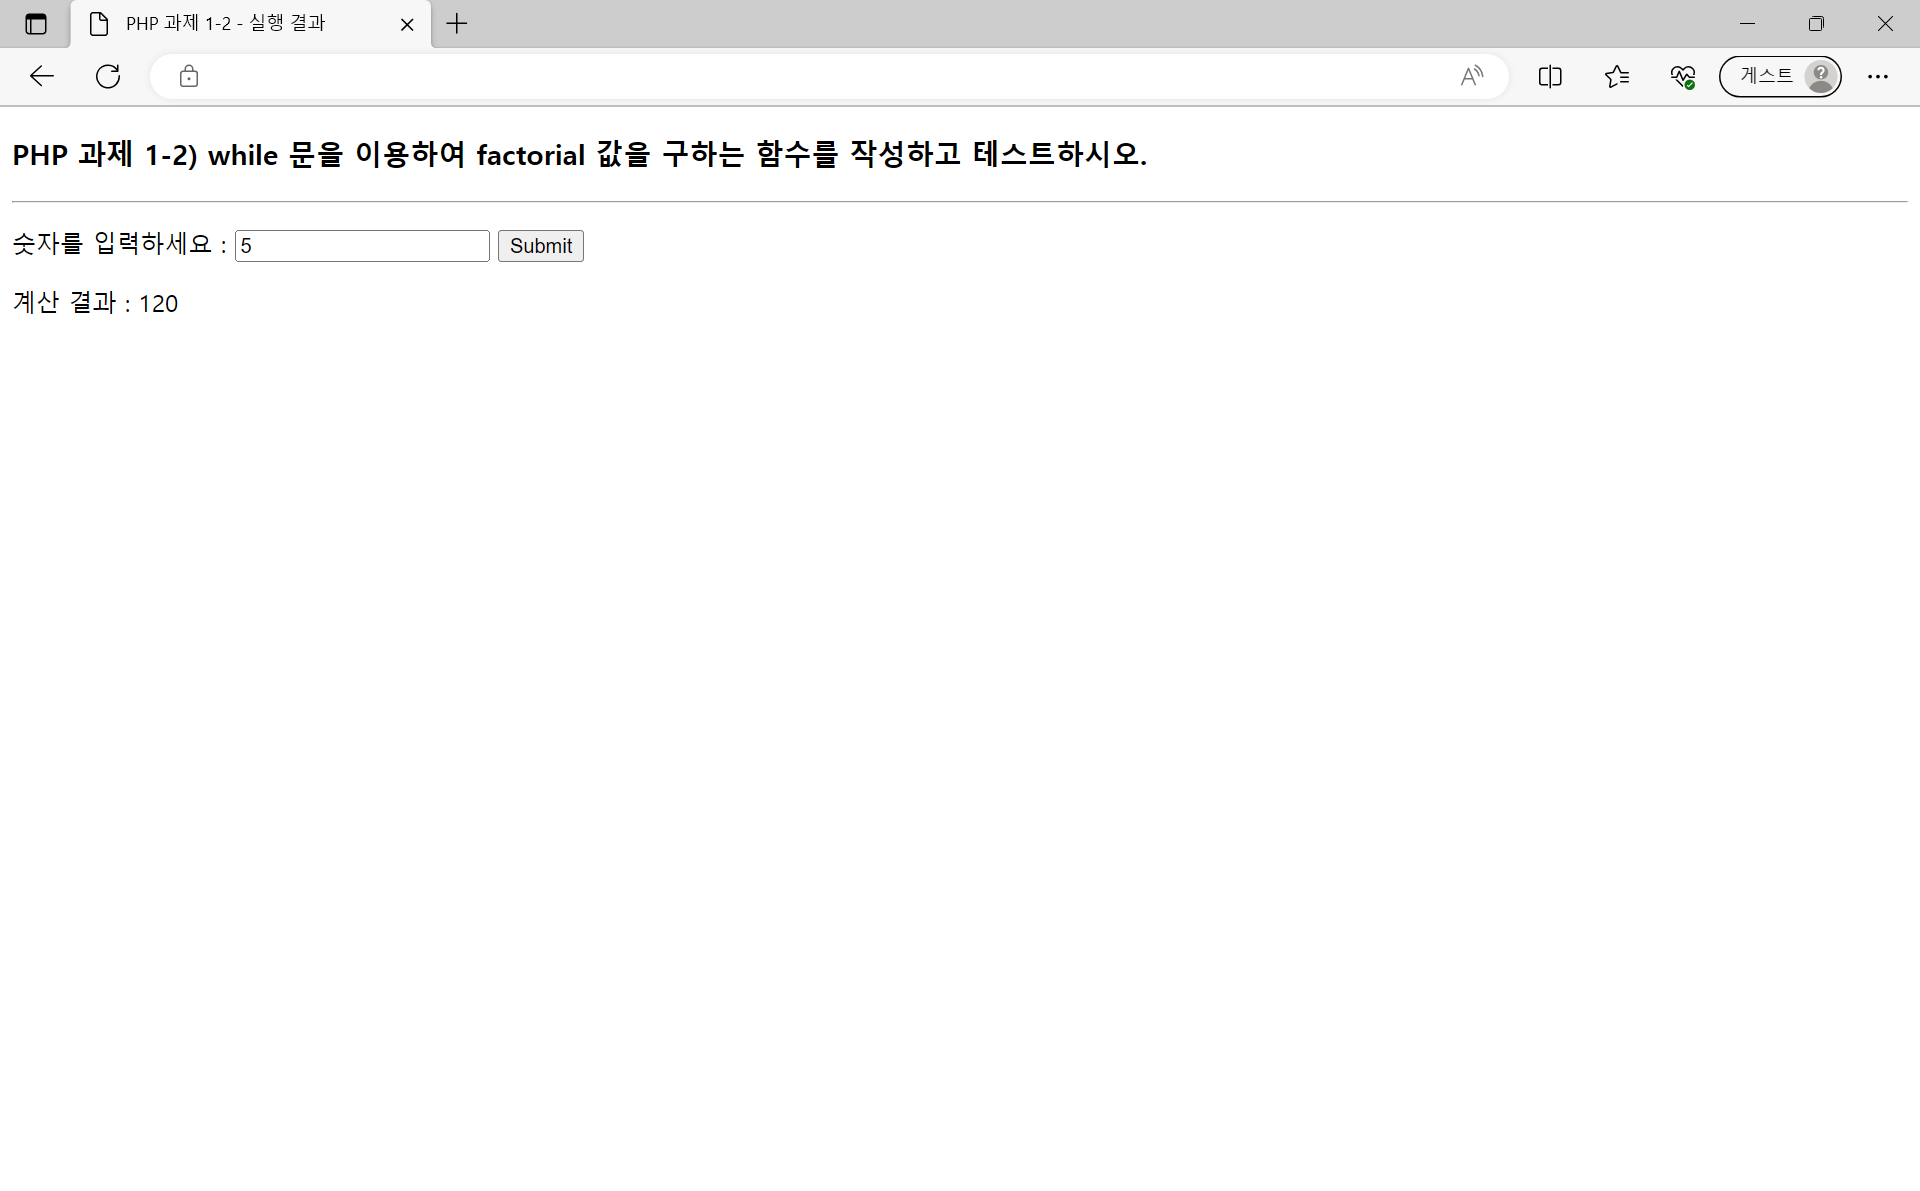 PHP 과제 1-2 - 실행 결과
게스트
PHP 과제 1-2) while 문을 이용하여 factorial 값을 구하는 함수를 작성하고 테스트하시오.
숫자를 입력하세요 : 5 Submit
계산 결과 : 120